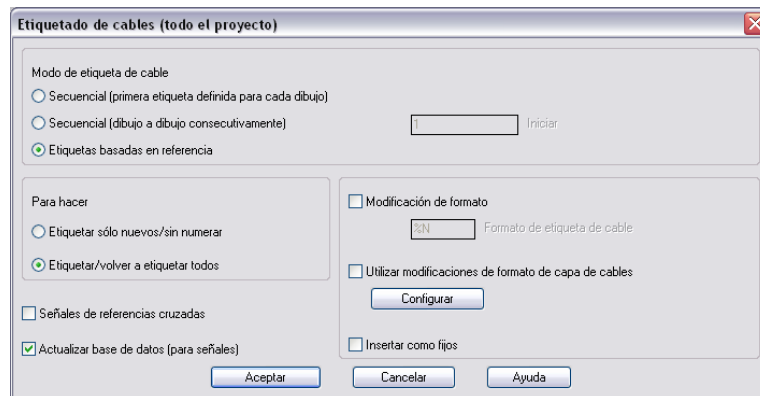 Etiquetado de cables (todo el proyecto)
Modo de etiqueta de cable
Secuencial (primera etiqueta definida para cada dibujo)
Secuencial (dibujo a dibujo consecutivamente)
1 Iniciar
Etiquetas basadas en referencia
Para hacer
Etiquetar sólo nuevos/sin numerar
Etiquetar/volver a etiquetar todos
Señales de referencias cruzadas
Actualizar base de datos (para señales)
Modificación de formato
%N Formato de etiqueta de cable
Utilizar modificaciones de formato de capa de cables
Configurar
Insertar como fijos
Aceptar Cancelar Ayuda